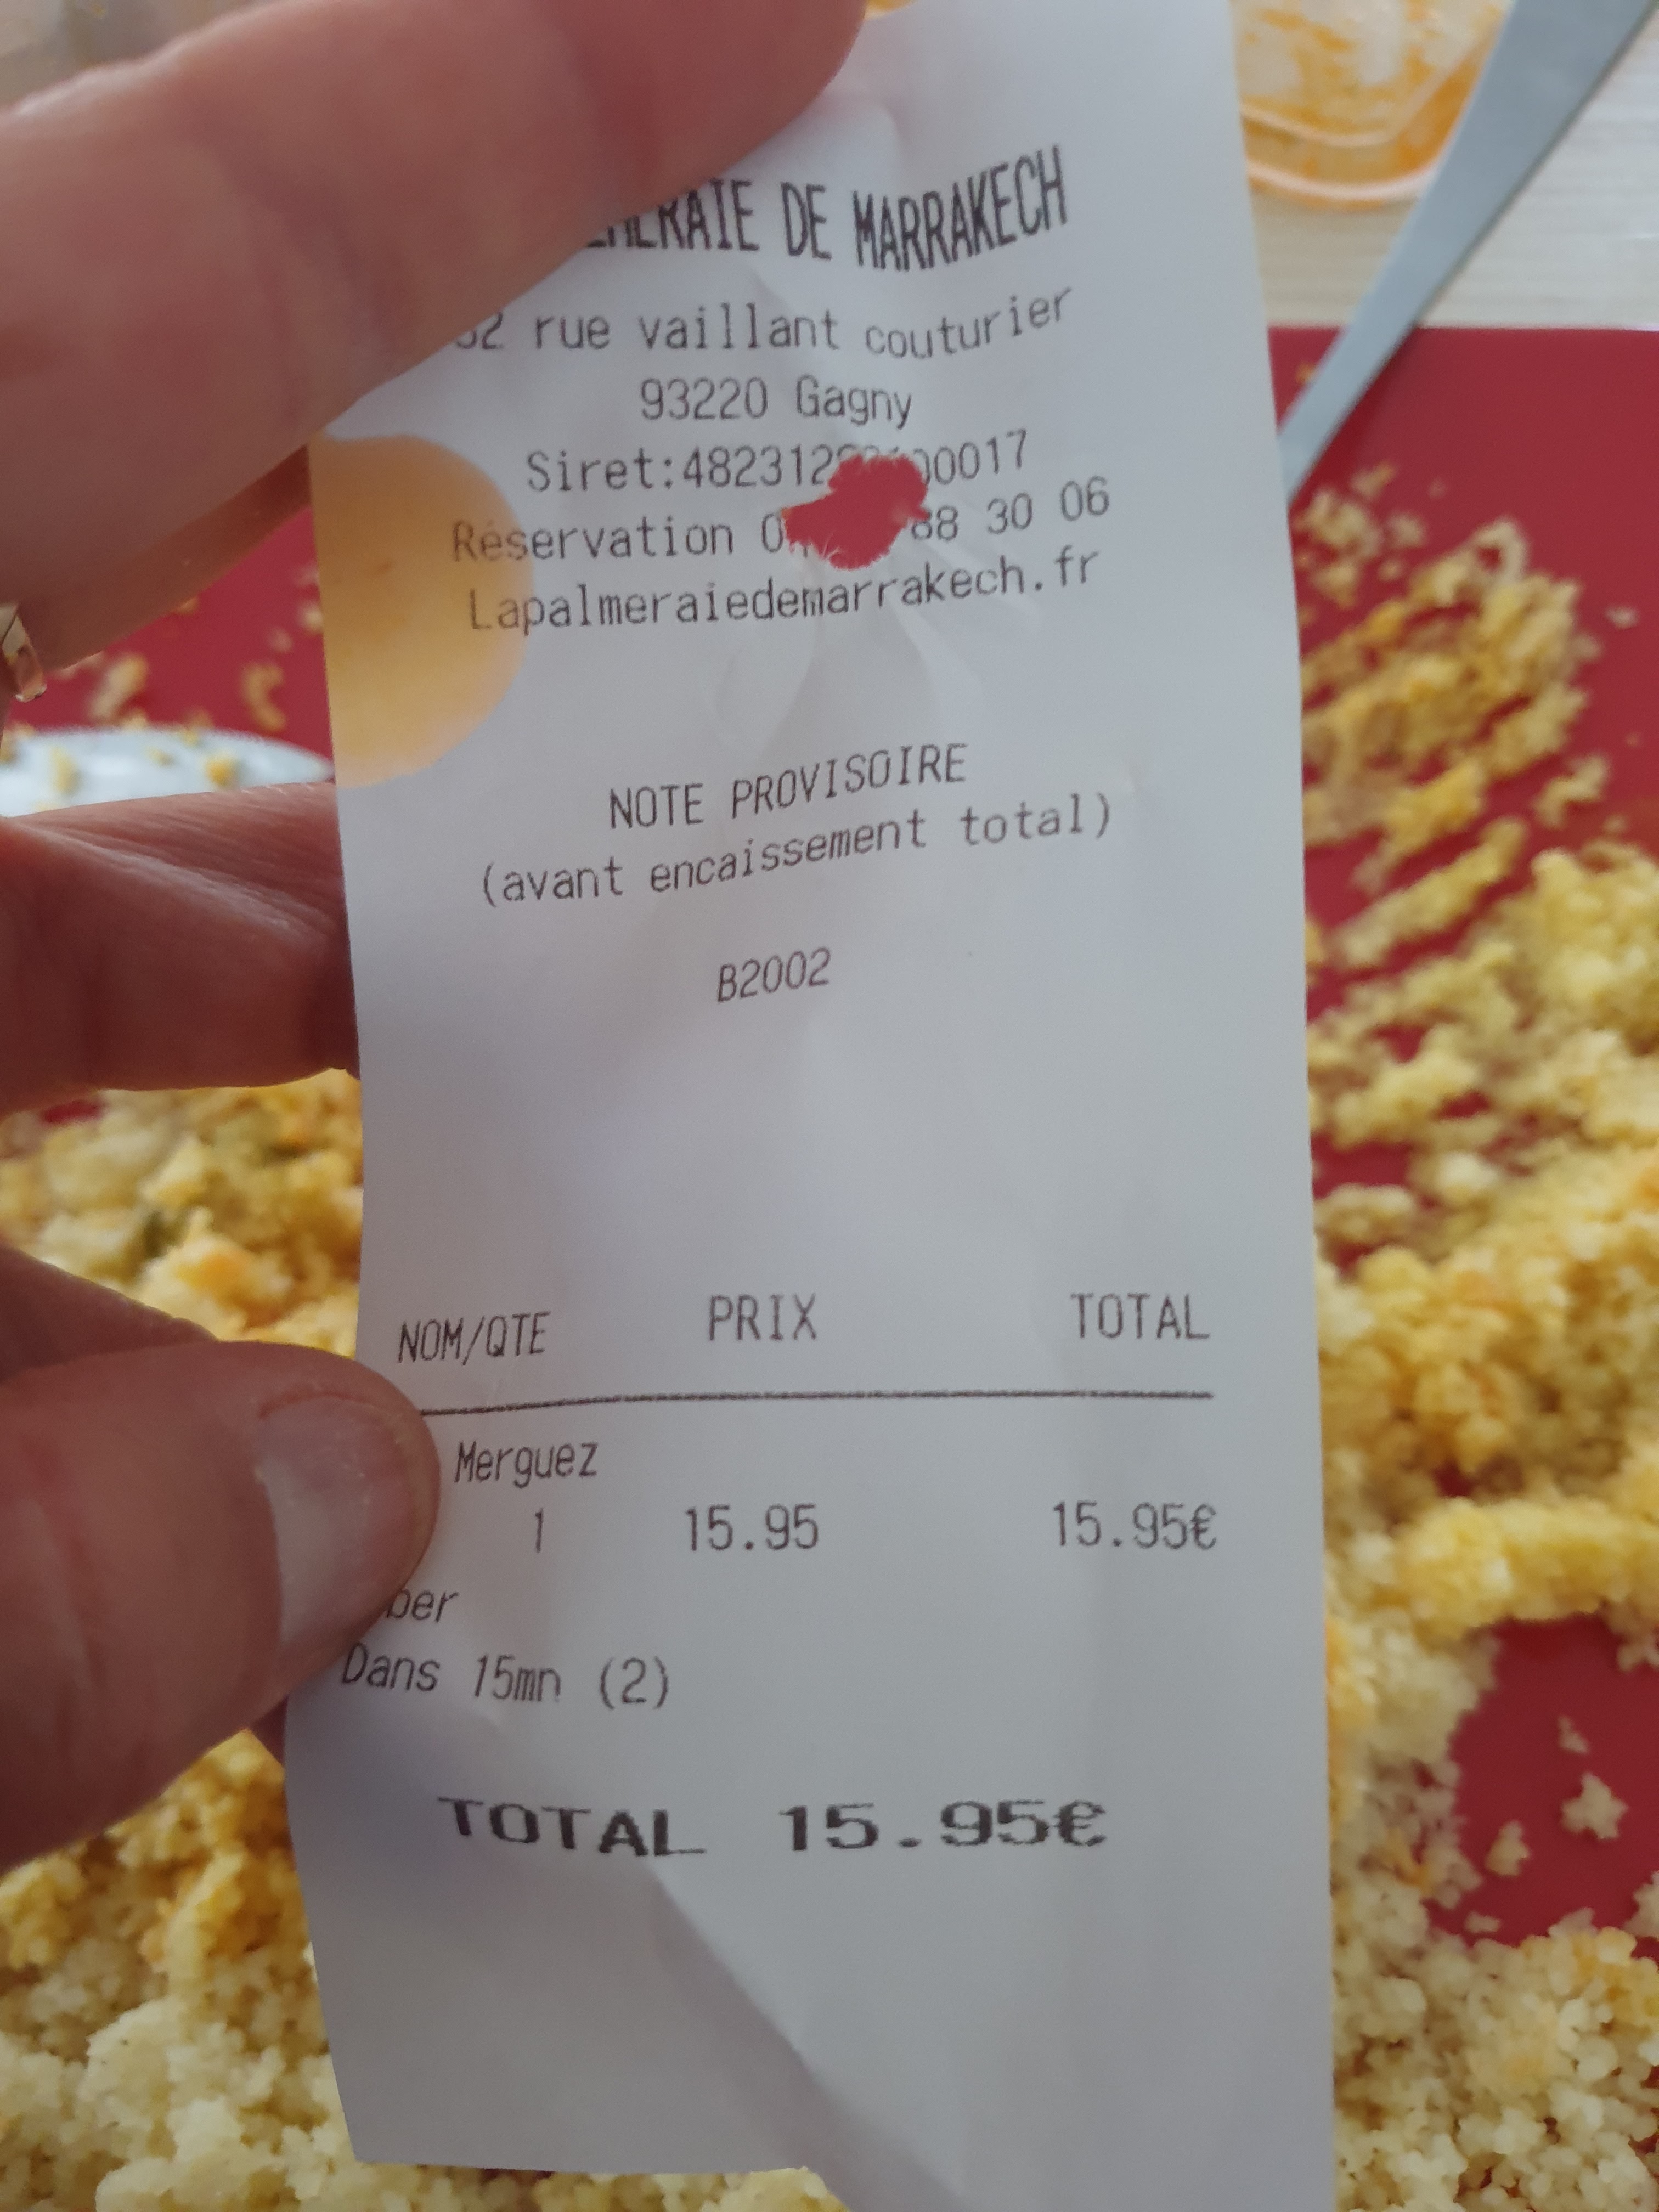 DE MARRAKECH
rue vaillant couturier
93220 Gagny
Siret:
Réservation 88 30 06
Lapalmeraiedemarrakech.fr
NOTE PROVISOIRE
(avant encaissement total)
B2002
NOM/QTE PRIX TOTAL
Merguez
1 15.95 15.95€
Dans 15mn (2)
TOTAL 15.95€